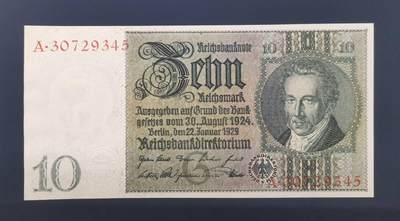 A·30729345
Reichsbanknote
10
10
Zehn
Reichsmark
Ausgegeben auf Grund des Bank-
gesetzes vom 30. August 1924
Berlin, den 22. Januar 1929
Reichsbankdirektorium
10
A·30729345